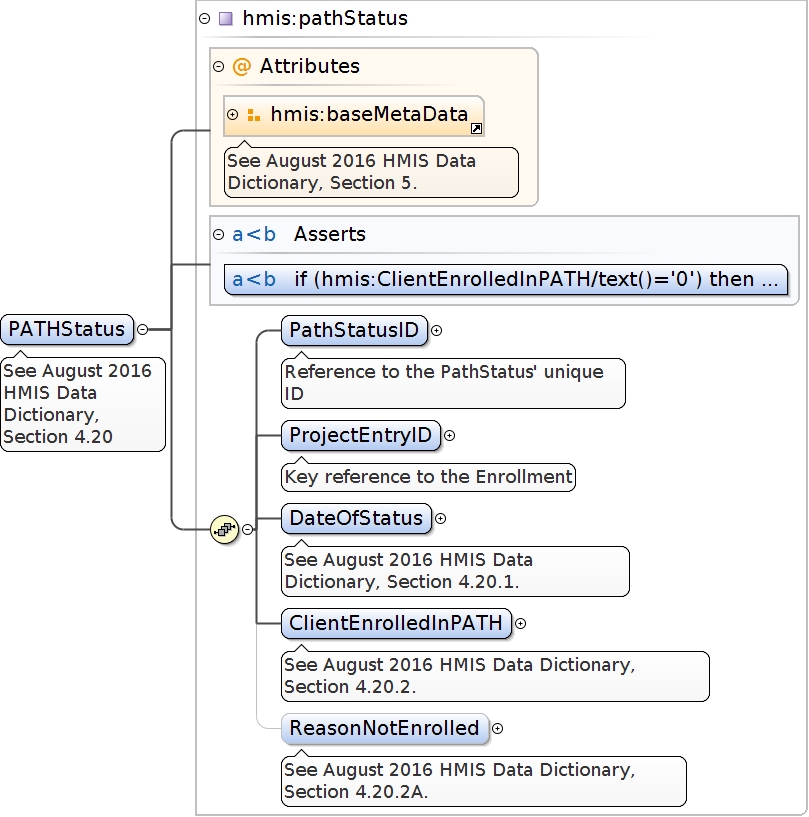 hmis:pathStatus
@ Attributes
hmis:baseMetaData
See August 2016 HMIS Data
Dictionary, Section 5.
a<b Asserts
a<b if (hmis:ClientEnrolledInPATH/text()='0') then ...
PATHStatus
See August 2016
HMIS Data
Dictionary,
Section 4.20
PathStatusID
Reference to the PathStatus' unique
ID
ProjectEntryID
Key reference to the Enrollment
DateOfStatus
See August 2016 HMIS Data
Dictionary, Section 4.20.1.
ClientEnrolledInPATH
See August 2016 HMIS Data Dictionary,
Section 4.20.2.
ReasonNotEnrolled
See August 2016 HMIS Data Dictionary,
Section 4.20.2A.